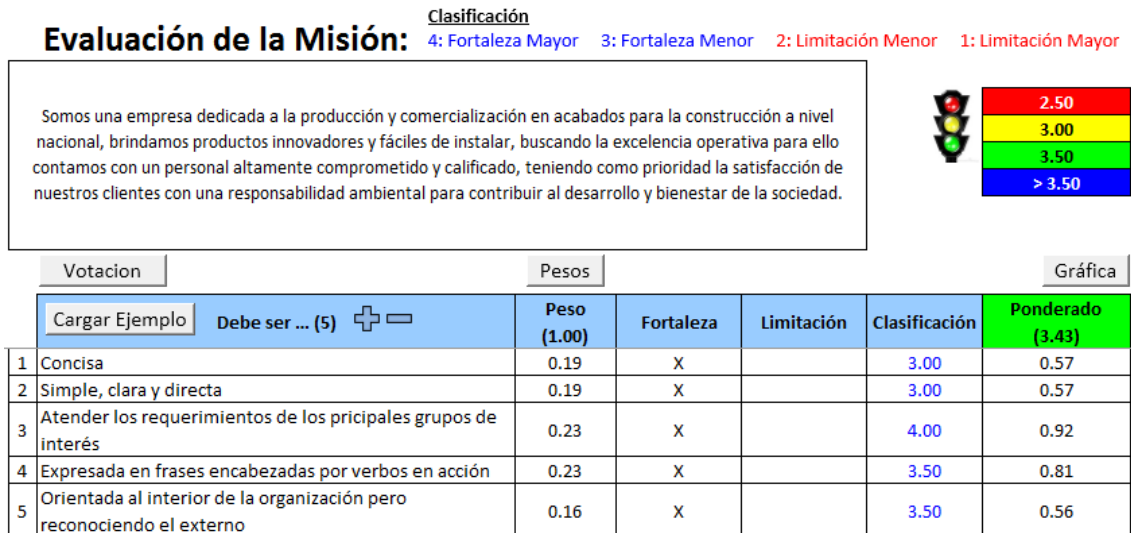 Clasificación
Evaluación de la Misión: 4: Fortaleza Mayor 3: Fortaleza Menor 2: Limitación Menor 1: Limitación Mayor
Somos una empresa dedicada a la producción y comercialización en acabados para la construcción a nivel
nacional, brindamos productos innovadores y fáciles de instalar, buscando la excelencia operativa para ello
contamos con un personal altamente comprometido y calificado, teniendo como prioridad la satisfacción de
nuestros clientes con una responsabilidad ambiental para contribuir al desarrollo y bienestar de la sociedad.
2.50
3.00
3.50
> 3.50
Votacion Pesos Gráfica
Cargar Ejemplo Debe ser ... (5) Peso (1.00) Fortaleza Limitación Clasificación Ponderado (3.43)
1 Concisa 0.19 X 3.00 0.57
2 Simple, clara y directa 0.19 X 3.00 0.57
3 Atender los requerimientos de los pricipales grupos de
interés 0.23 X 4.00 0.92
4 Expresada en frases encabezadas por verbos en acción 0.23 X 3.50 0.81
5 Orientada al interior de la organización pero
reconociendo el externo 0.16 X 3.50 0.56